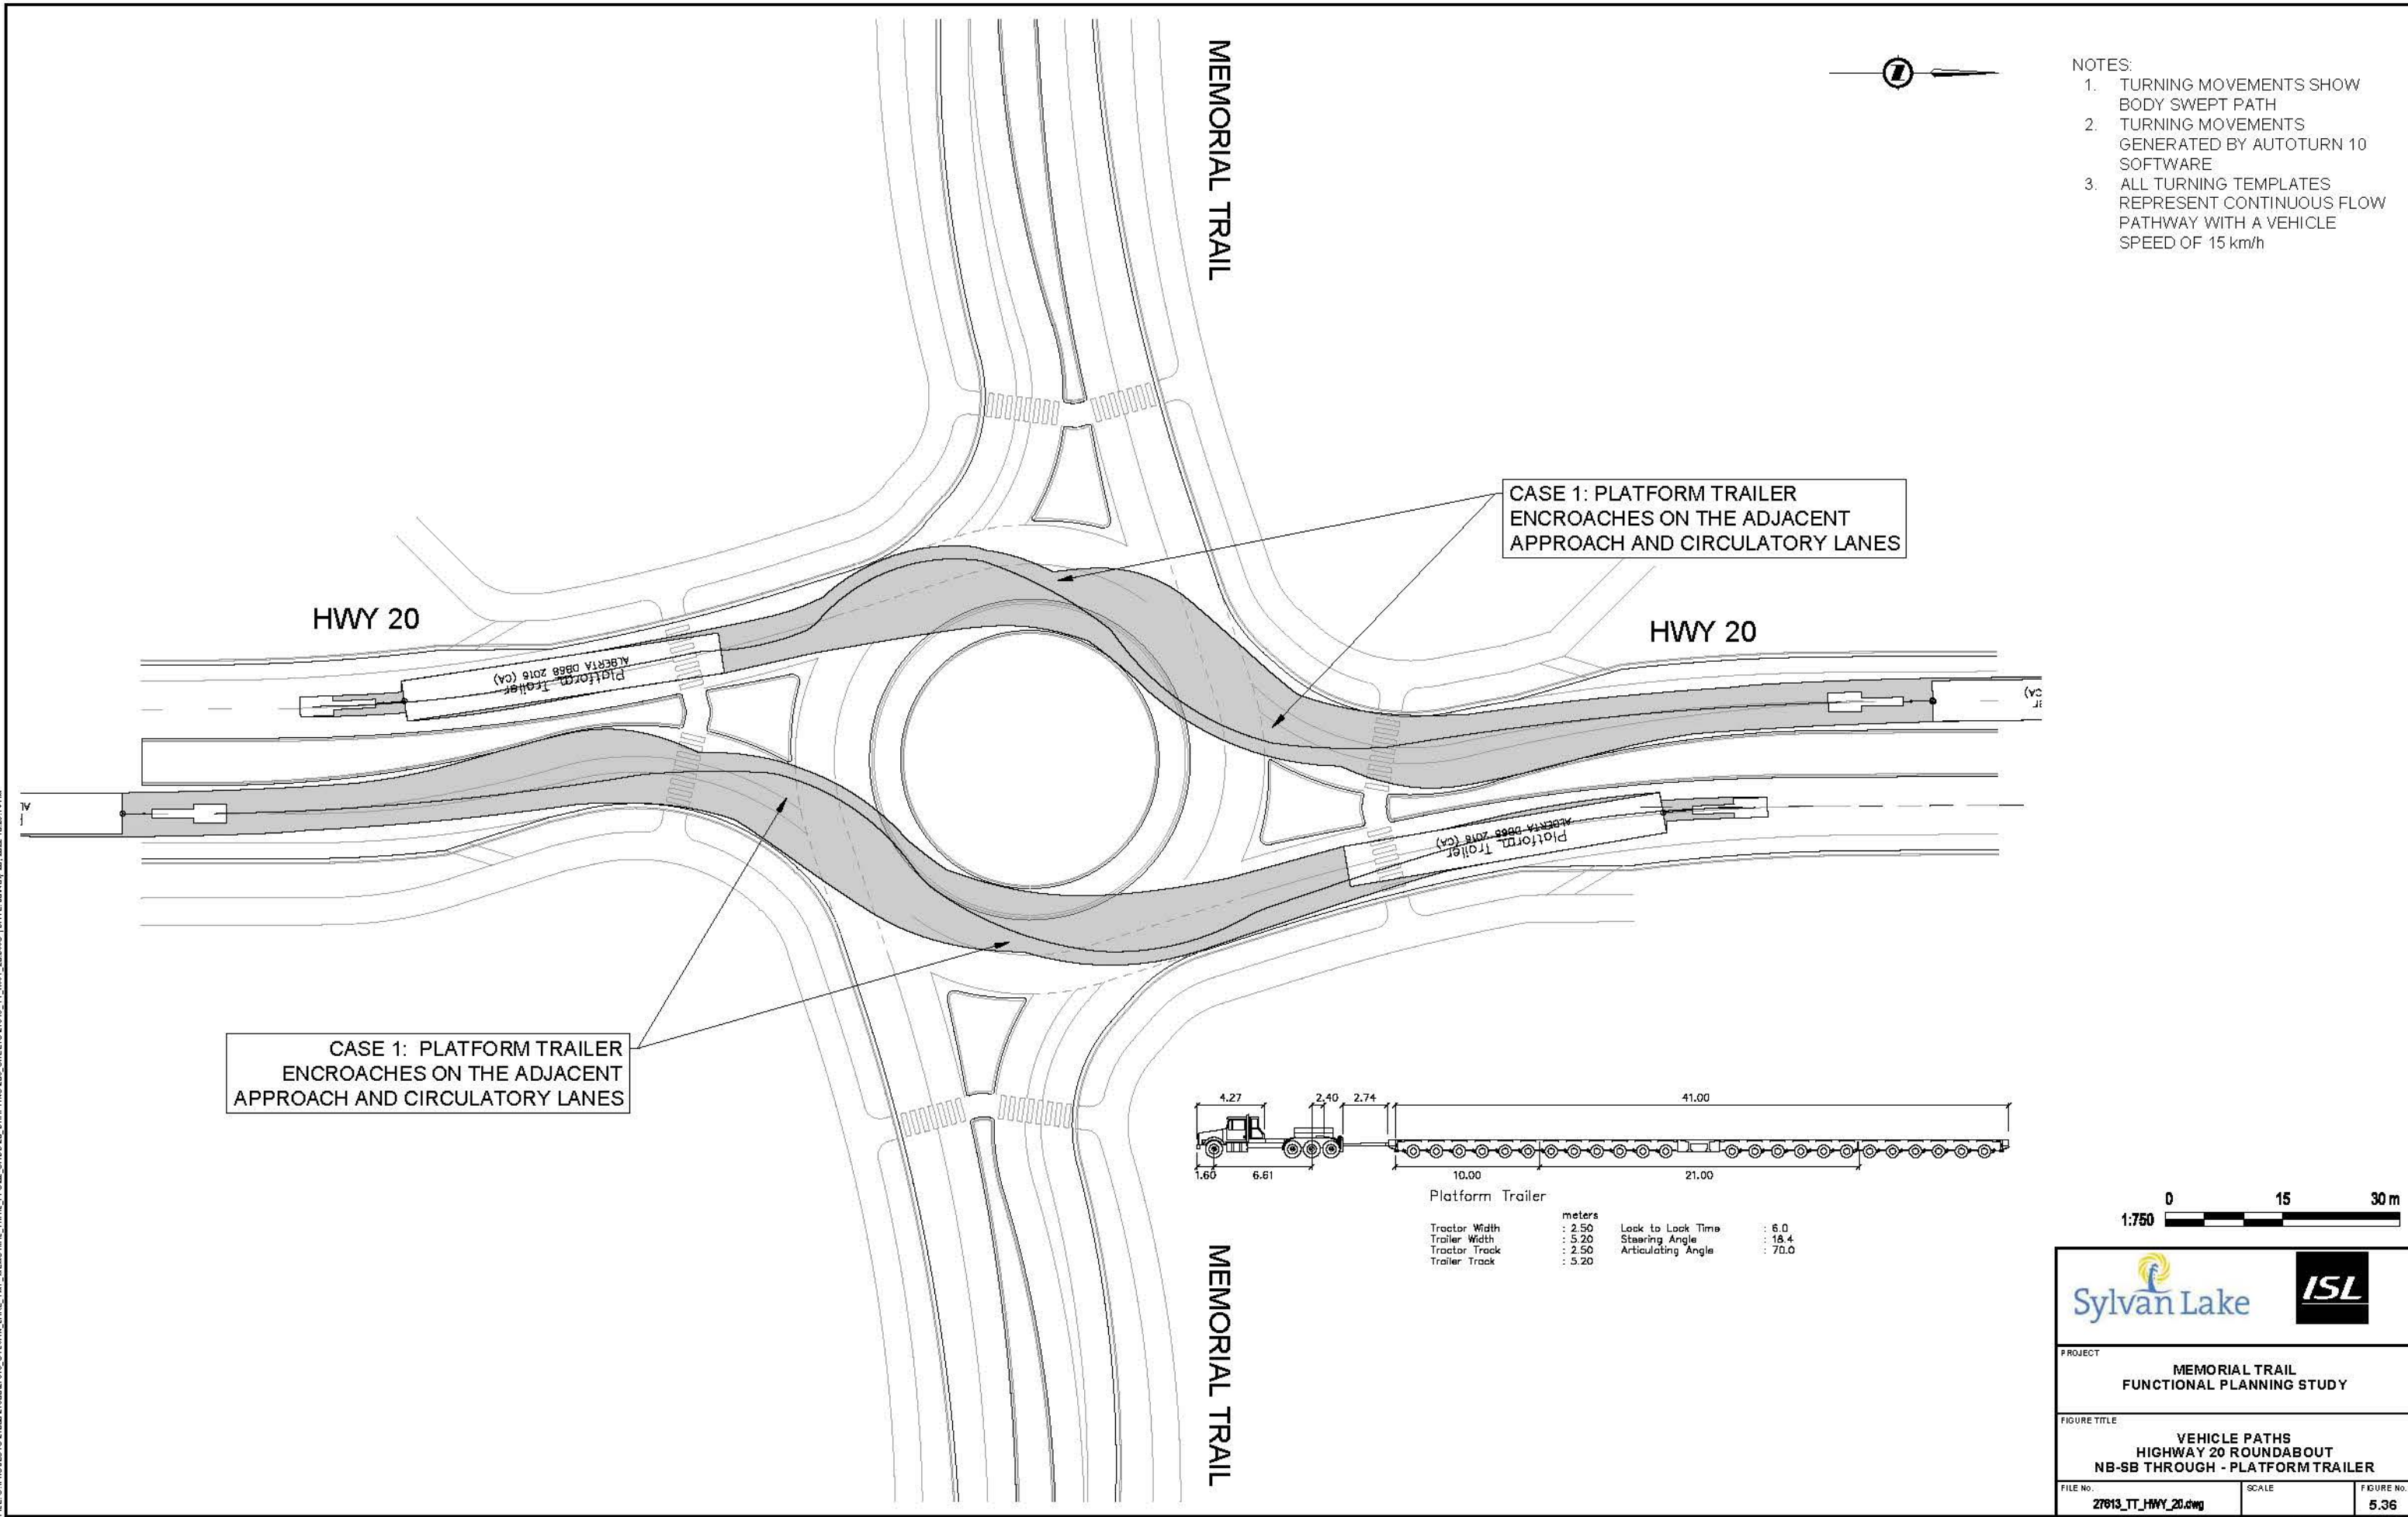 MEMORIAL TRAIL
NOTES:
1. TURNING MOVEMENTS SHOW
BODY SWEPT PATH
2. TURNING MOVEMENTS
GENERATED BY AUTOTURN 10
SOFTWARE
3. ALL TURNING TEMPLATES
REPRESENT CONTINUOUS FLOW
PATHWAY WITH A VEHICLE
SPEED OF 15 km/h
CASE 1: PLATFORM TRAILER
ENCROACHES ON THE ADJACENT
APPROACH AND CIRCULATORY LANES
HWY 20
HWY 20
Platform Trailer
ALBERTA DB68 2016 (CA)
Platform Trailer
ALBERTA DB68 2016 (CA)
CASE 1: PLATFORM TRAILER
ENCROACHES ON THE ADJACENT
APPROACH AND CIRCULATORY LANES
4.27 2.40 2.74 41.00
1.60 6.61 10.00 21.00
Platform Trailer
meters
Tractor Width : 2.50 Lock to Lock Time : 6.0
Trailer Width : 5.20 Steering Angle : 18.4
Tractor Track : 2.50 Articulating Angle : 70.0
Trailer Track : 5.20
MEMORIAL TRAIL
0 15 30 m
1:750
Sylvan Lake
ISL
PROJECT
MEMORIAL TRAIL
FUNCTIONAL PLANNING STUDY
FIGURE TITLE
VEHICLE PATHS
HIGHWAY 20 ROUNDABOUT
NB-SB THROUGH - PLATFORM TRAILER
FILE No. SCALE FIGURE No.
27613_TT_HWY_20.dwg 5.36